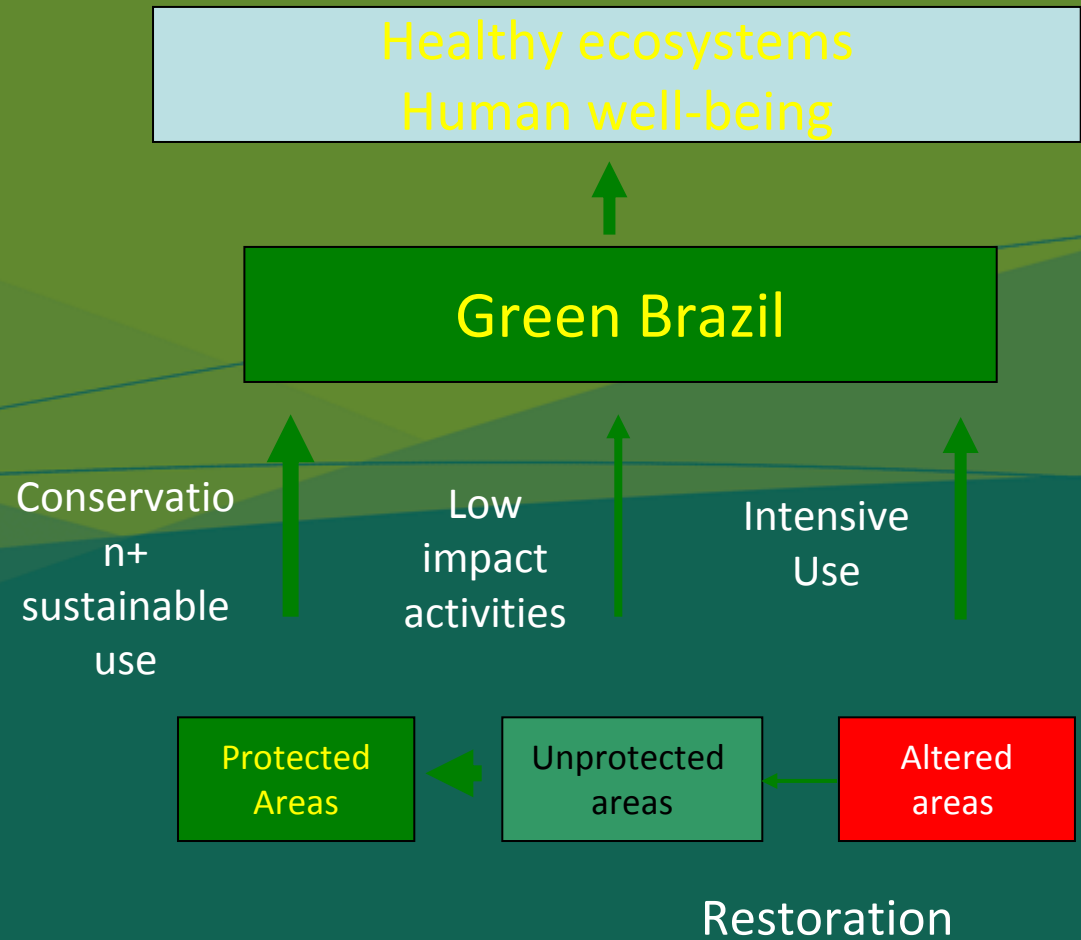 Healthy ecosystems
Human well-being
Green Brazil
Conservatio
n+
sustainable
use
Low
impact
activities
Intensive
Use
Protected
Areas
Unprotected
areas
Altered
areas
Restoration